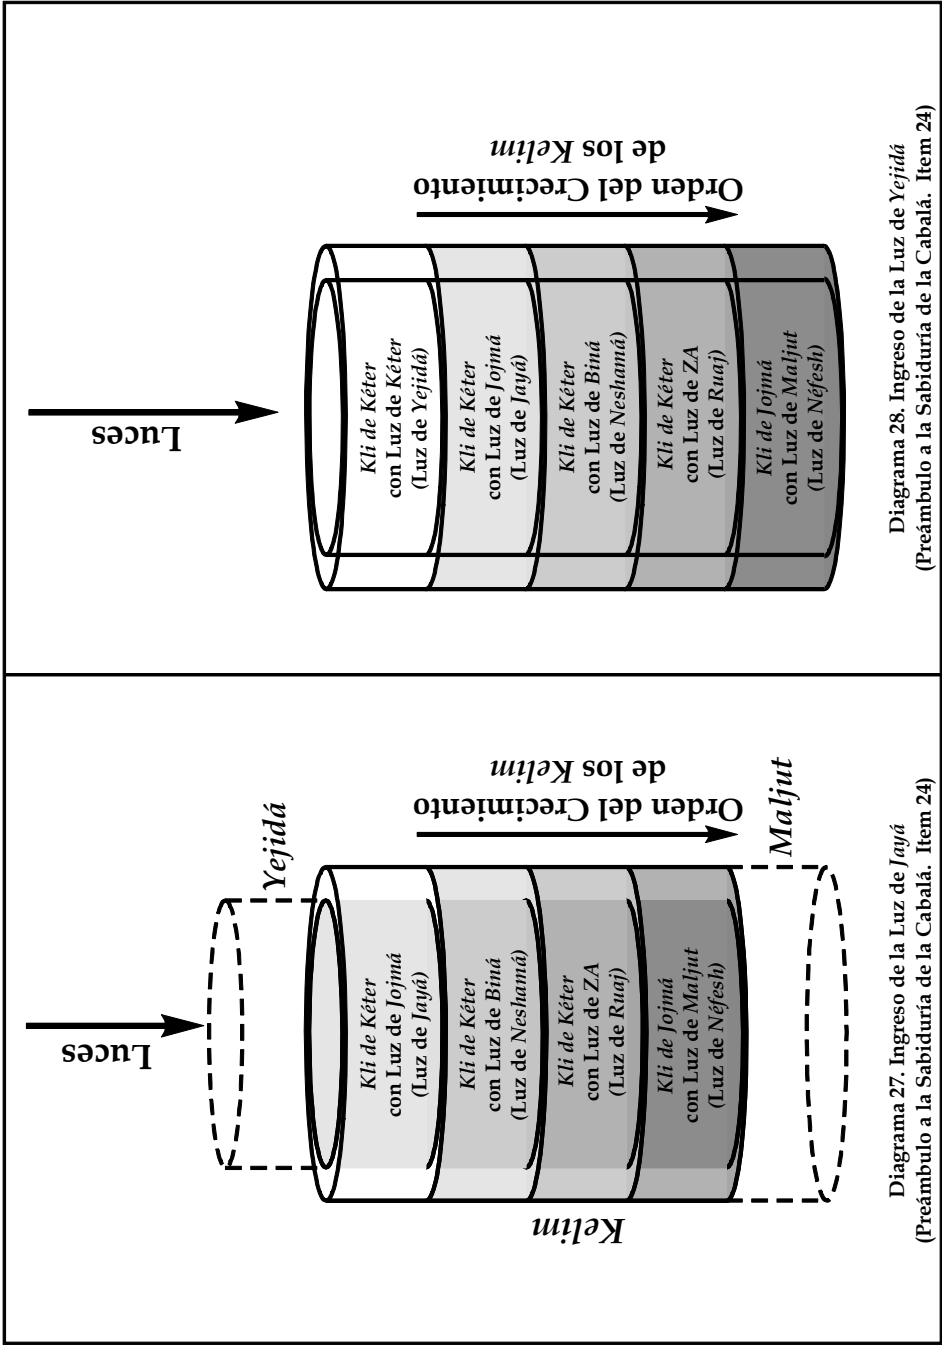 Luces
Yejidá
Kelim
Kli de Kéter
con Luz de Jojmá
(Luz de Jayá)
Kli de Kéter
con Luz de Biná
(Luz de Neshamá)
Kli de Kéter
con Luz de ZA
(Luz de Ruaj)
Kli de Jojmá
con Luz de Maljut
(Luz de Néfesh)
Orden del Crecimiento
de los Kelim
Maljut
Diagrama 27. Ingreso de la Luz de Jayá
(Preámbulo a la Sabiduría de la Cabalá. Item 24)
Luces
Kli de Kéter
con Luz de Kéter
(Luz de Yejidá)
Kli de Kéter
con Luz de Jojmá
(Luz de Jayá)
Kli de Kéter
con Luz de Biná
(Luz de Neshamá)
Kli de Kéter
con Luz de ZA
(Luz de Ruaj)
Kli de Jojmá
con Luz de Maljut
(Luz de Néfesh)
Orden del Crecimiento
de los Kelim
Diagrama 28. Ingreso de la Luz de Yejidá
(Preámbulo a la Sabiduría de la Cabalá. Item 24)